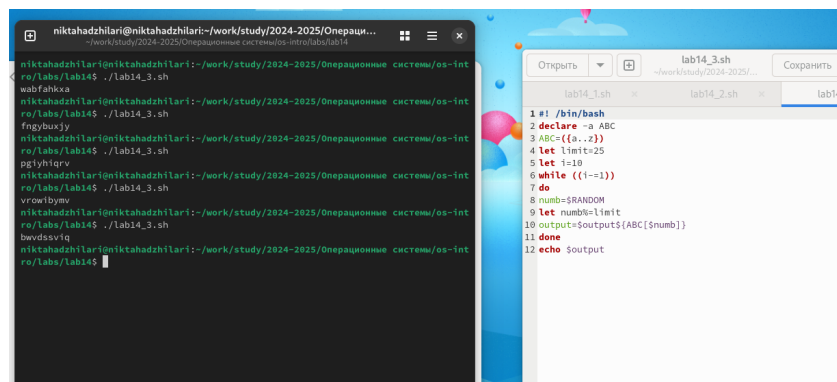 niktahadzhilari@niktahadzhilari:~/work/study/2024-2025/Операци...
~/work/study/2024-2025/Операционные системы/os-intro/labs/lab14
niktahadzhilari@niktahadzhilari:~/work/study/2024-2025/Операционные системы/os-int
ro/labs/lab14$ ./lab14_3.sh
wabfahkxa
niktahadzhilari@niktahadzhilari:~/work/study/2024-2025/Операционные системы/os-int
ro/labs/lab14$ ./lab14_3.sh
fngybuxjy
niktahadzhilari@niktahadzhilari:~/work/study/2024-2025/Операционные системы/os-int
ro/labs/lab14$ ./lab14_3.sh
pgiyhiqrv
niktahadzhilari@niktahadzhilari:~/work/study/2024-2025/Операционные системы/os-int
ro/labs/lab14$ ./lab14_3.sh
vrowibymv
niktahadzhilari@niktahadzhilari:~/work/study/2024-2025/Операционные системы/os-int
ro/labs/lab14$ ./lab14_3.sh
bwvdssviq
niktahadzhilari@niktahadzhilari:~/work/study/2024-2025/Операционные системы/os-int
ro/labs/lab14$
Открыть
lab14_3.sh
~/work/study/2024-2025/...
Сохранить
lab14_1.sh
lab14_2.sh
lab14
1 #! /bin/bash
2 declare -a ABC
3 ABC=({a..z})
4 let limit=25
5 let i=10
6 while ((i-=1))
7 do
8 numb=$RANDOM
9 let numb%=limit
10 output=$output${ABC[$numb]}
11 done
12 echo $output